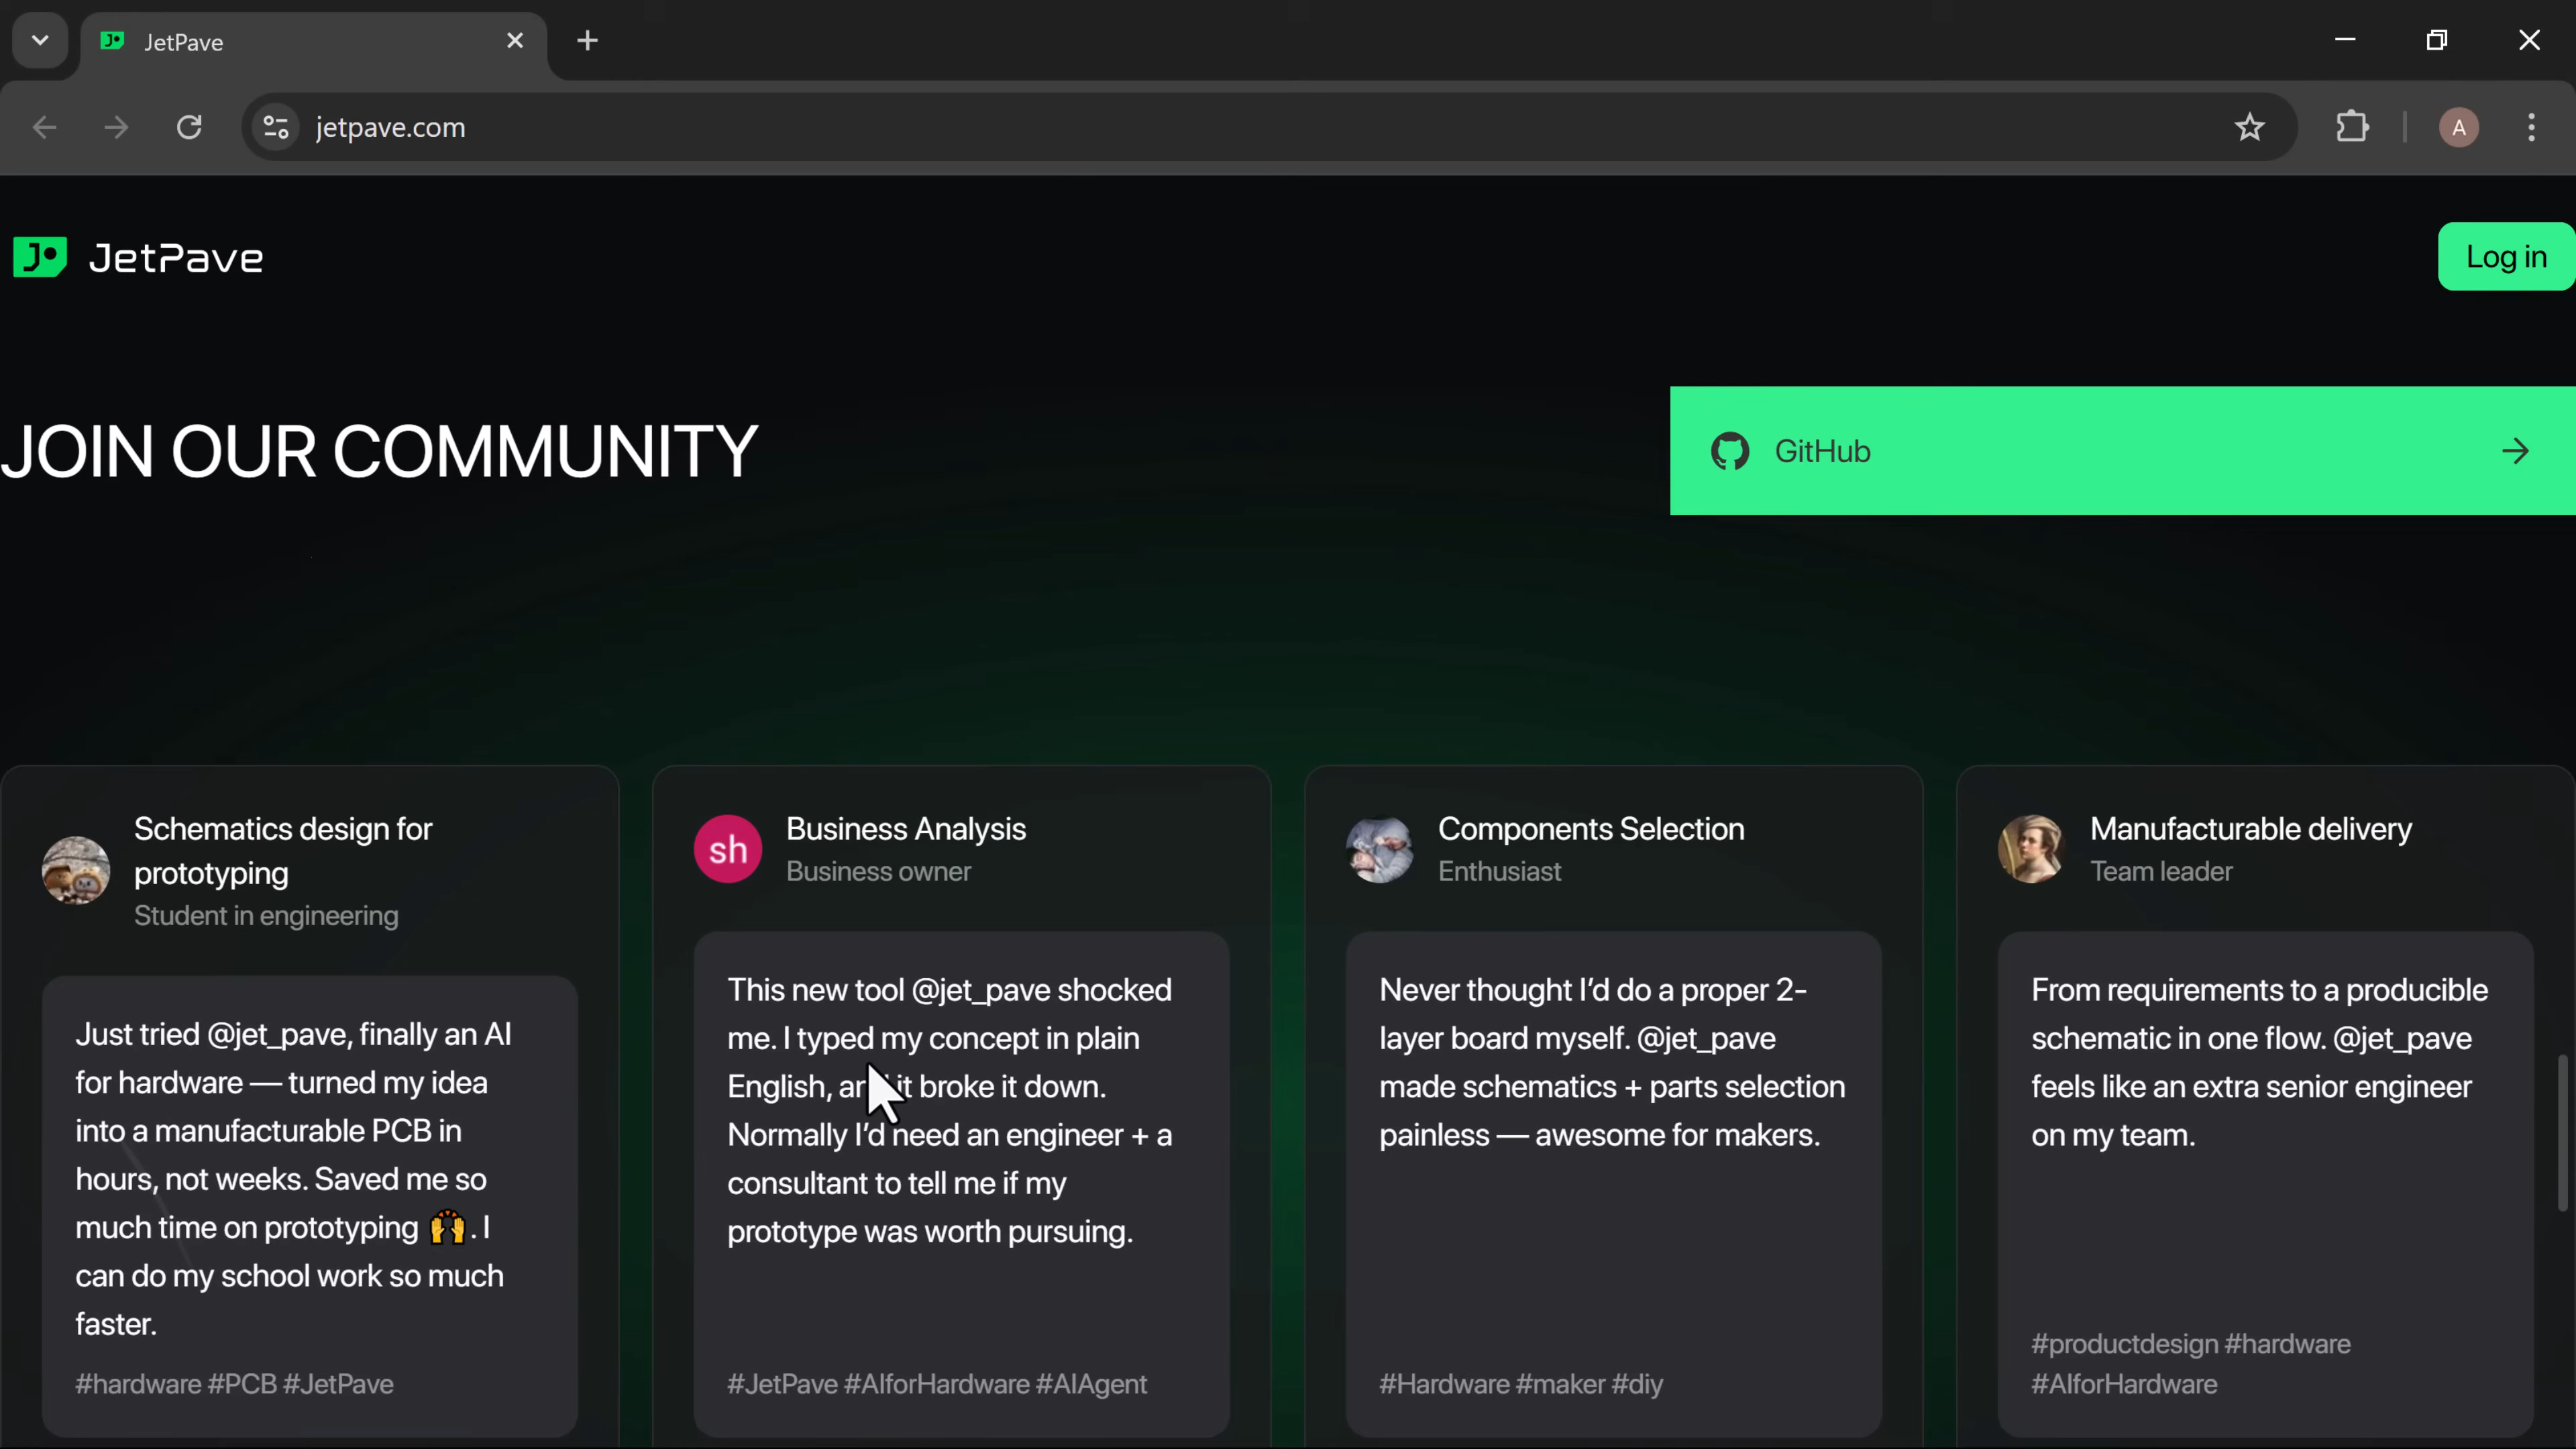 JetPave
jetpave.com
A
JetPave
Log in
JOIN OUR COMMUNITY
GitHub
Schematics design for
prototyping
Student in engineering
Just tried @jet_pave, finally an AI
for hardware — turned my idea
into a manufacturable PCB in
hours, not weeks. Saved me so
much time on prototyping 🙌. I
can do my school work so much
faster.
#hardware #PCB #JetPave
sh
Business Analysis
Business owner
This new tool @jet_pave shocked
me. I typed my concept in plain
English, and it broke it down.
Normally I’d need an engineer + a
consultant to tell me if my
prototype was worth pursuing.
#JetPave #AIforHardware #AIAgent
Components Selection
Enthusiast
Never thought I’d do a proper 2-
layer board myself. @jet_pave
made schematics + parts selection
painless — awesome for makers.
#Hardware #maker #diy
Manufacturable delivery
Team leader
From requirements to a producible
schematic in one flow. @jet_pave
feels like an extra senior engineer
on my team.
#productdesign #hardware
#AIforHardware